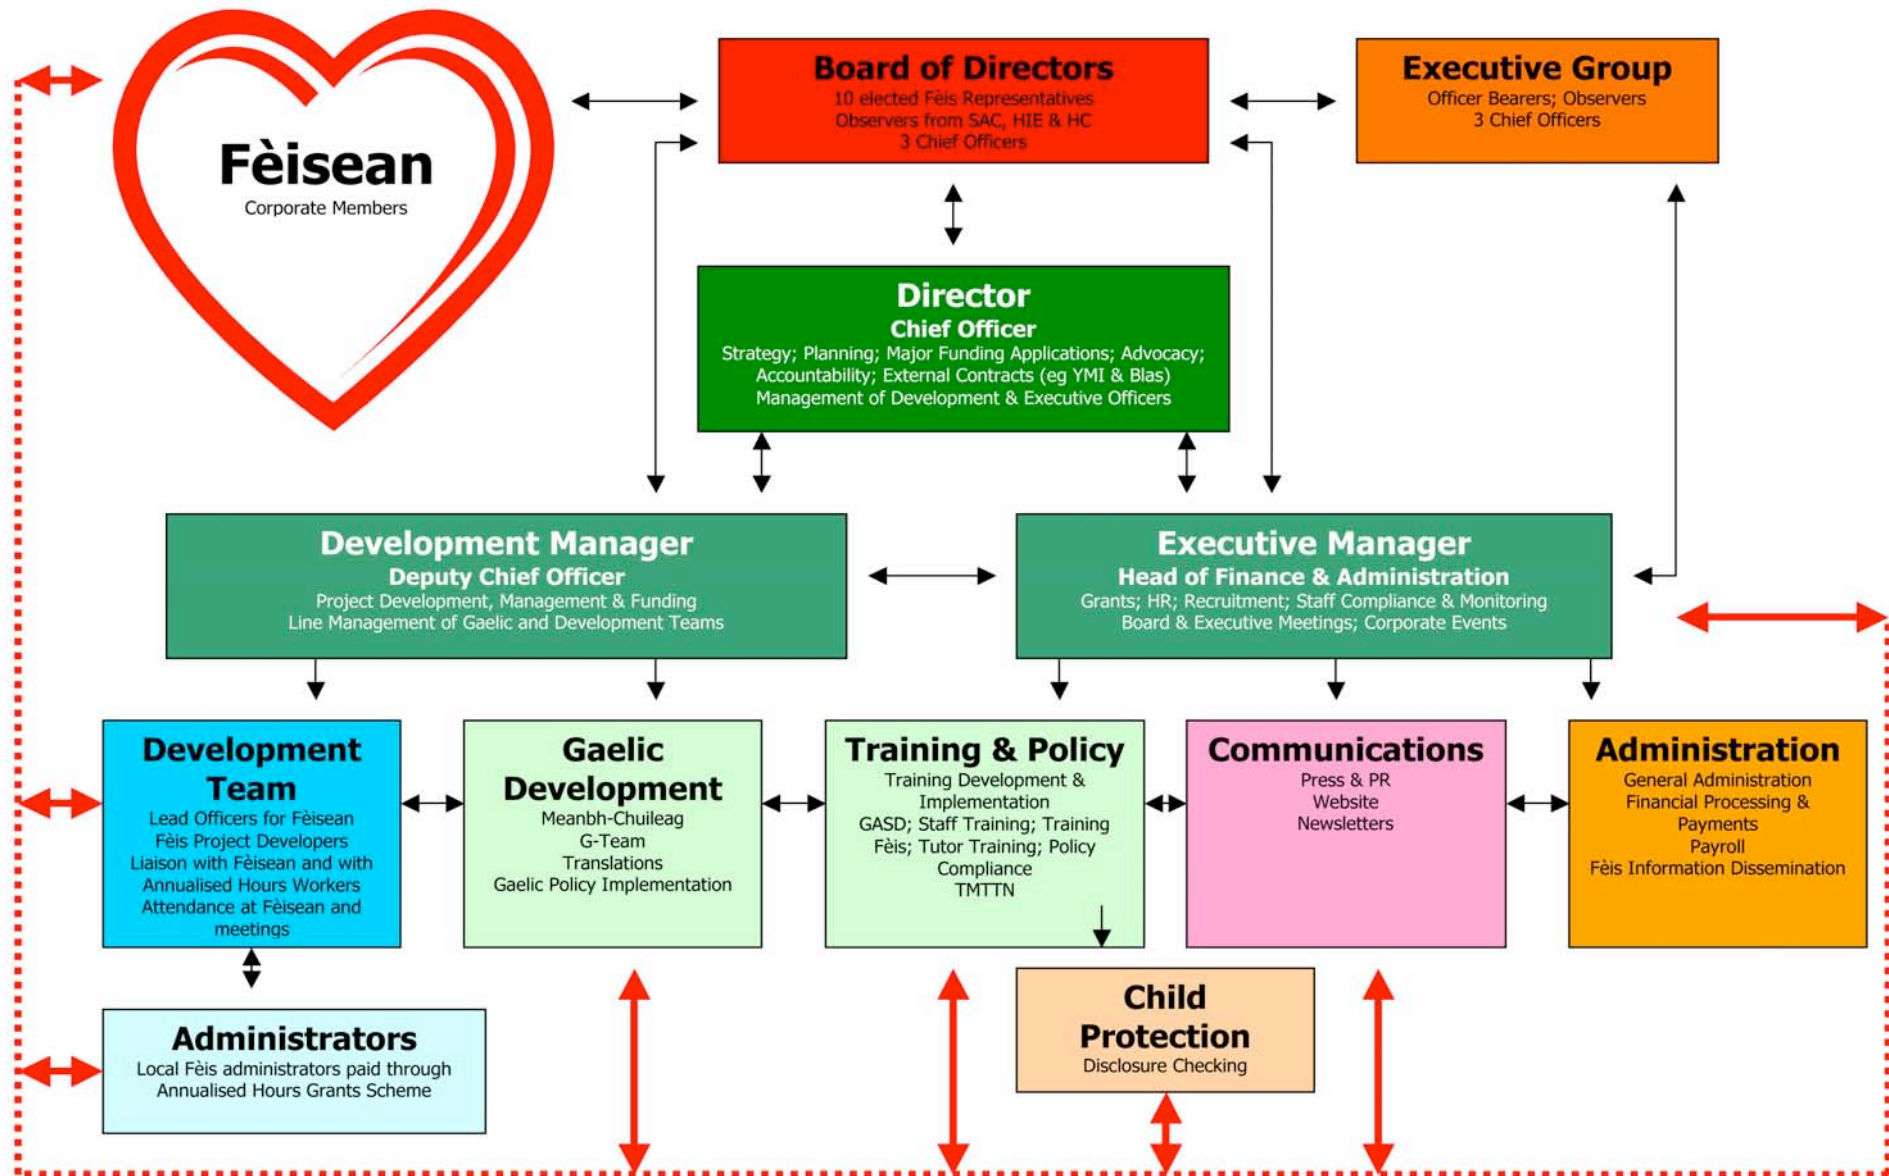 Fèisean
Corporate Members
Board of Directors
10 elected Fèis Representatives
Observers from SAC, HIE & HC
3 Chief Officers
Executive Group
Officer Bearers; Observers
3 Chief Officers
Director
Chief Officer
Strategy; Planning; Major Funding Applications; Advocacy;
Accountability; External Contracts (eg YMI & Blas)
Management of Development & Executive Officers
Development Manager
Deputy Chief Officer
Project Development, Management & Funding
Line Management of Gaelic and Development Teams
Executive Manager
Head of Finance & Administration
Grants; HR; Recruitment; Staff Compliance & Monitoring
Board & Executive Meetings; Corporate Events
Development
Team
Lead Officers for Fèisean
Fèis Project Developers
Liaison with Fèisean and with
Annualised Hours Workers
Attendance at Fèisean and
meetings
Gaelic
Development
Meanbh-Chuileag
G-Team
Translations
Gaelic Policy Implementation
Training & Policy
Training Development &
Implementation
GASD; Staff Training; Training
Fèis; Tutor Training; Policy
Compliance
TMTTN
Communications
Press & PR
Website
Newsletters
Administration
General Administration
Financial Processing &
Payments
Payroll
Fèis Information Dissemination
Administrators
Local Fèis administrators paid through
Annualised Hours Grants Scheme
Child
Protection
Disclosure Checking